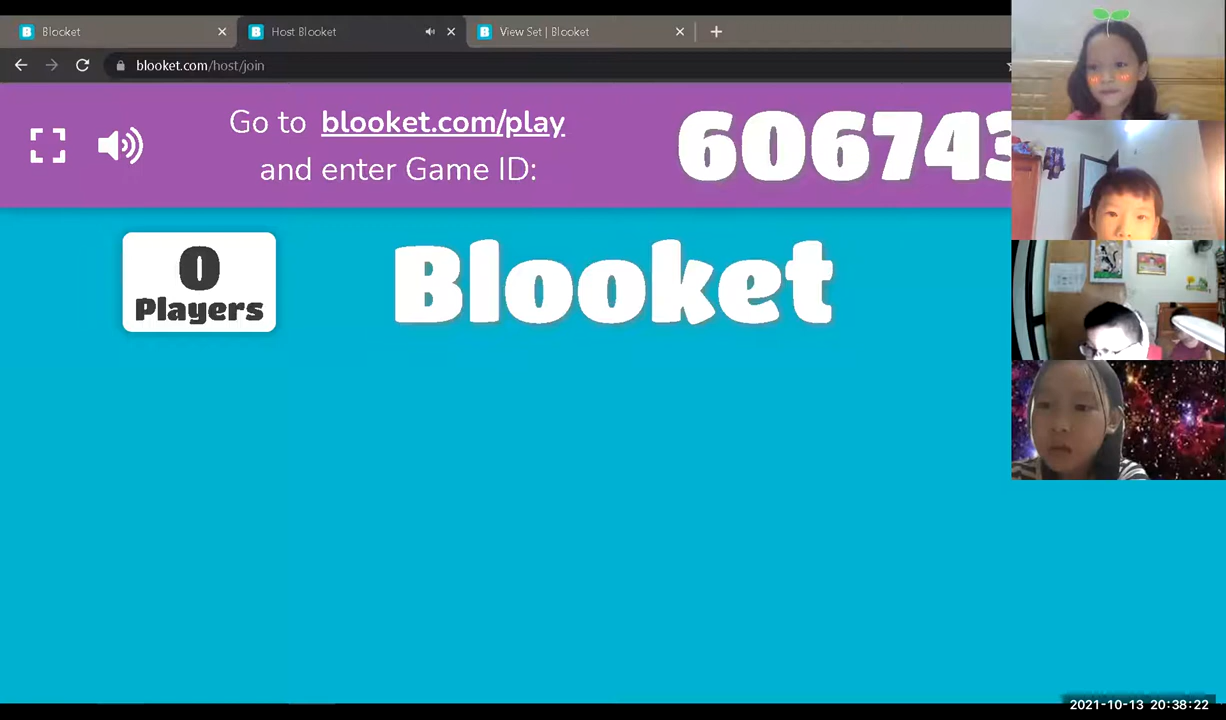 Blooket
Host Blooket
View Set | Blooket
blooket.com/host/join
Go to blooket.com/play
and enter Game ID:
606743
0
Players
Blooket
2021-10-13 20:38:22